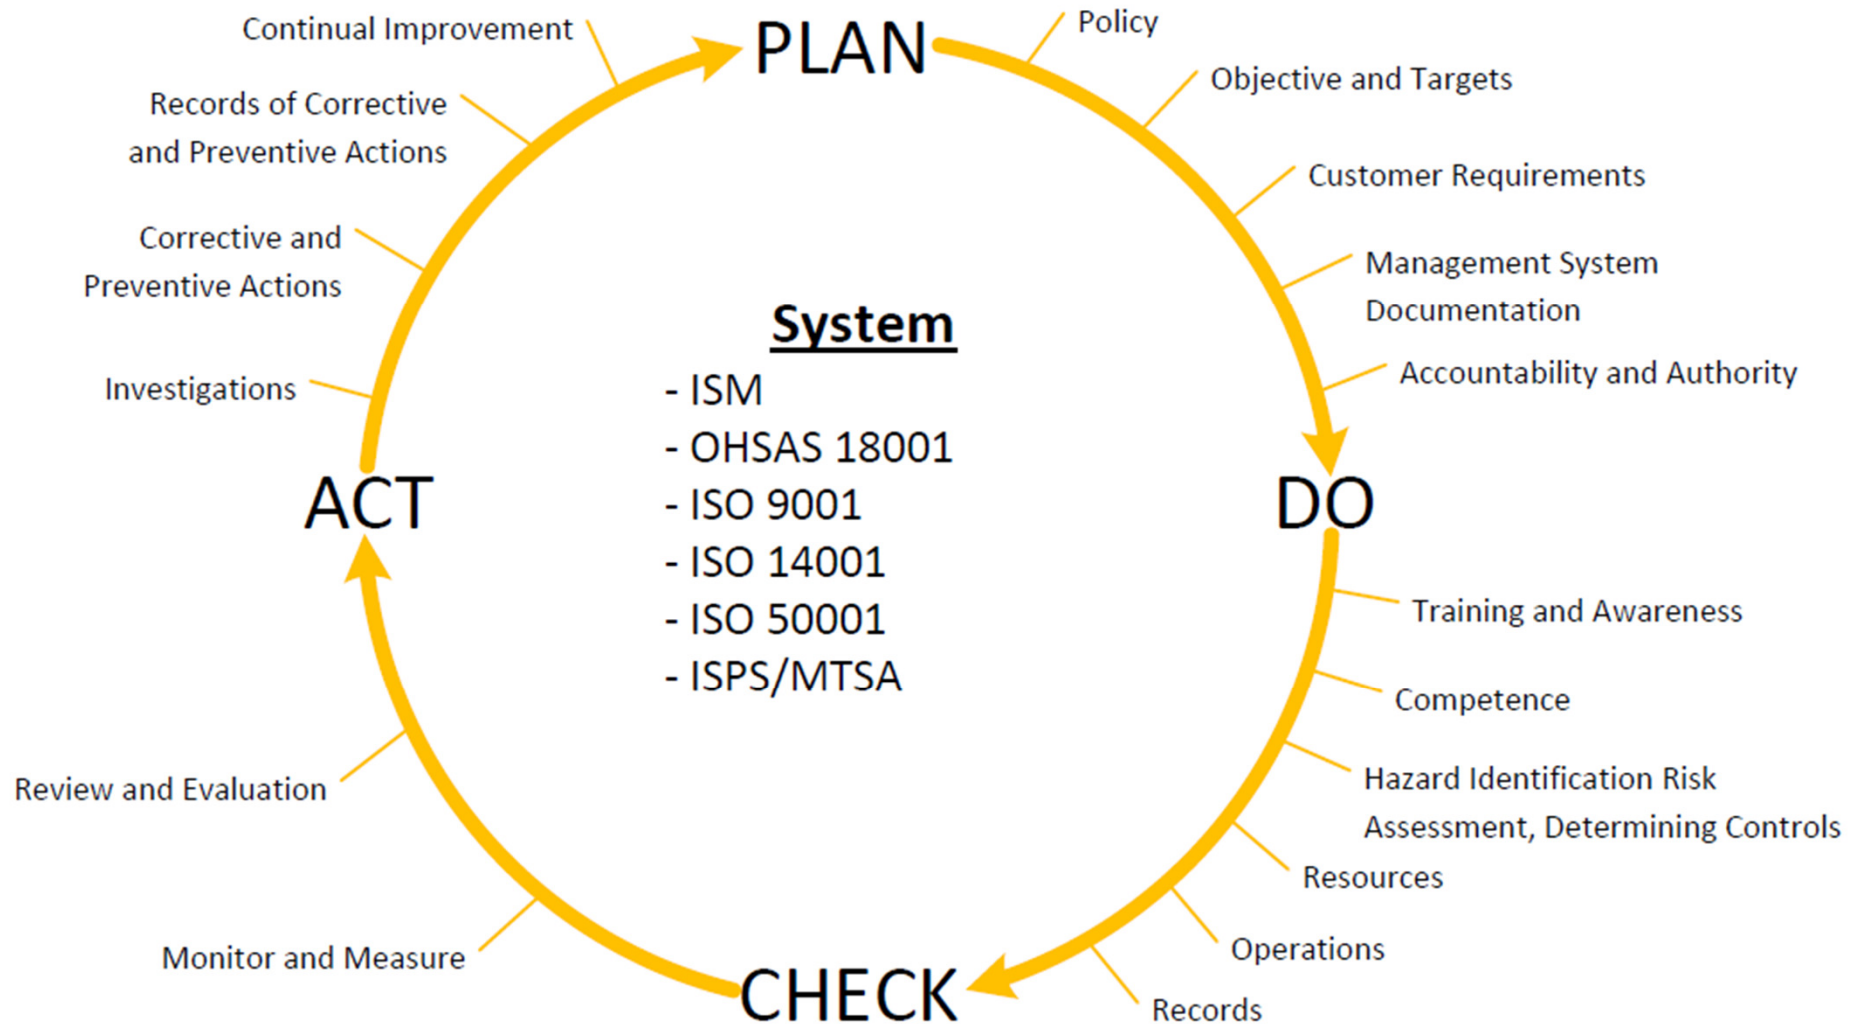 PLAN
Policy
Objective and Targets
Customer Requirements
Management System
Documentation
Accountability and Authority
DO
Training and Awareness
Competence
Hazard Identification Risk
Assessment, Determining Controls
Resources
Operations
Records
CHECK
Monitor and Measure
Review and Evaluation
ACT
Investigations
Corrective and
Preventive Actions
Records of Corrective
and Preventive Actions
Continual Improvement
System
- ISM
- OHSAS 18001
- ISO 9001
- ISO 14001
- ISO 50001
- ISPS/MTSA